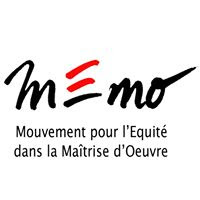 mEmo
Mouvement pour l'Equité
dans la Maîtrise d'Oeuvre